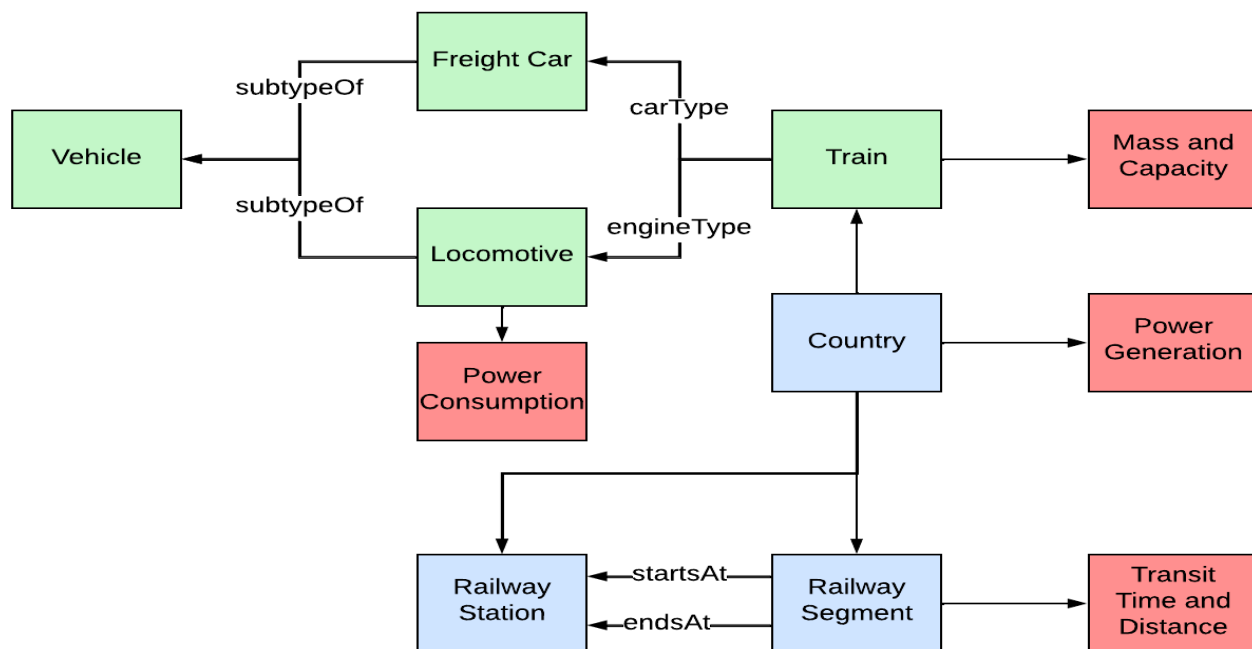 Freight Car
subtypeOf
carType
Vehicle
Train
Mass and
Capacity
subtypeOf
engineType
Locomotive
Country
Power
Generation
Power
Consumption
Railway
Station
startsAt
endsAt
Railway
Segment
Transit
Time and
Distance